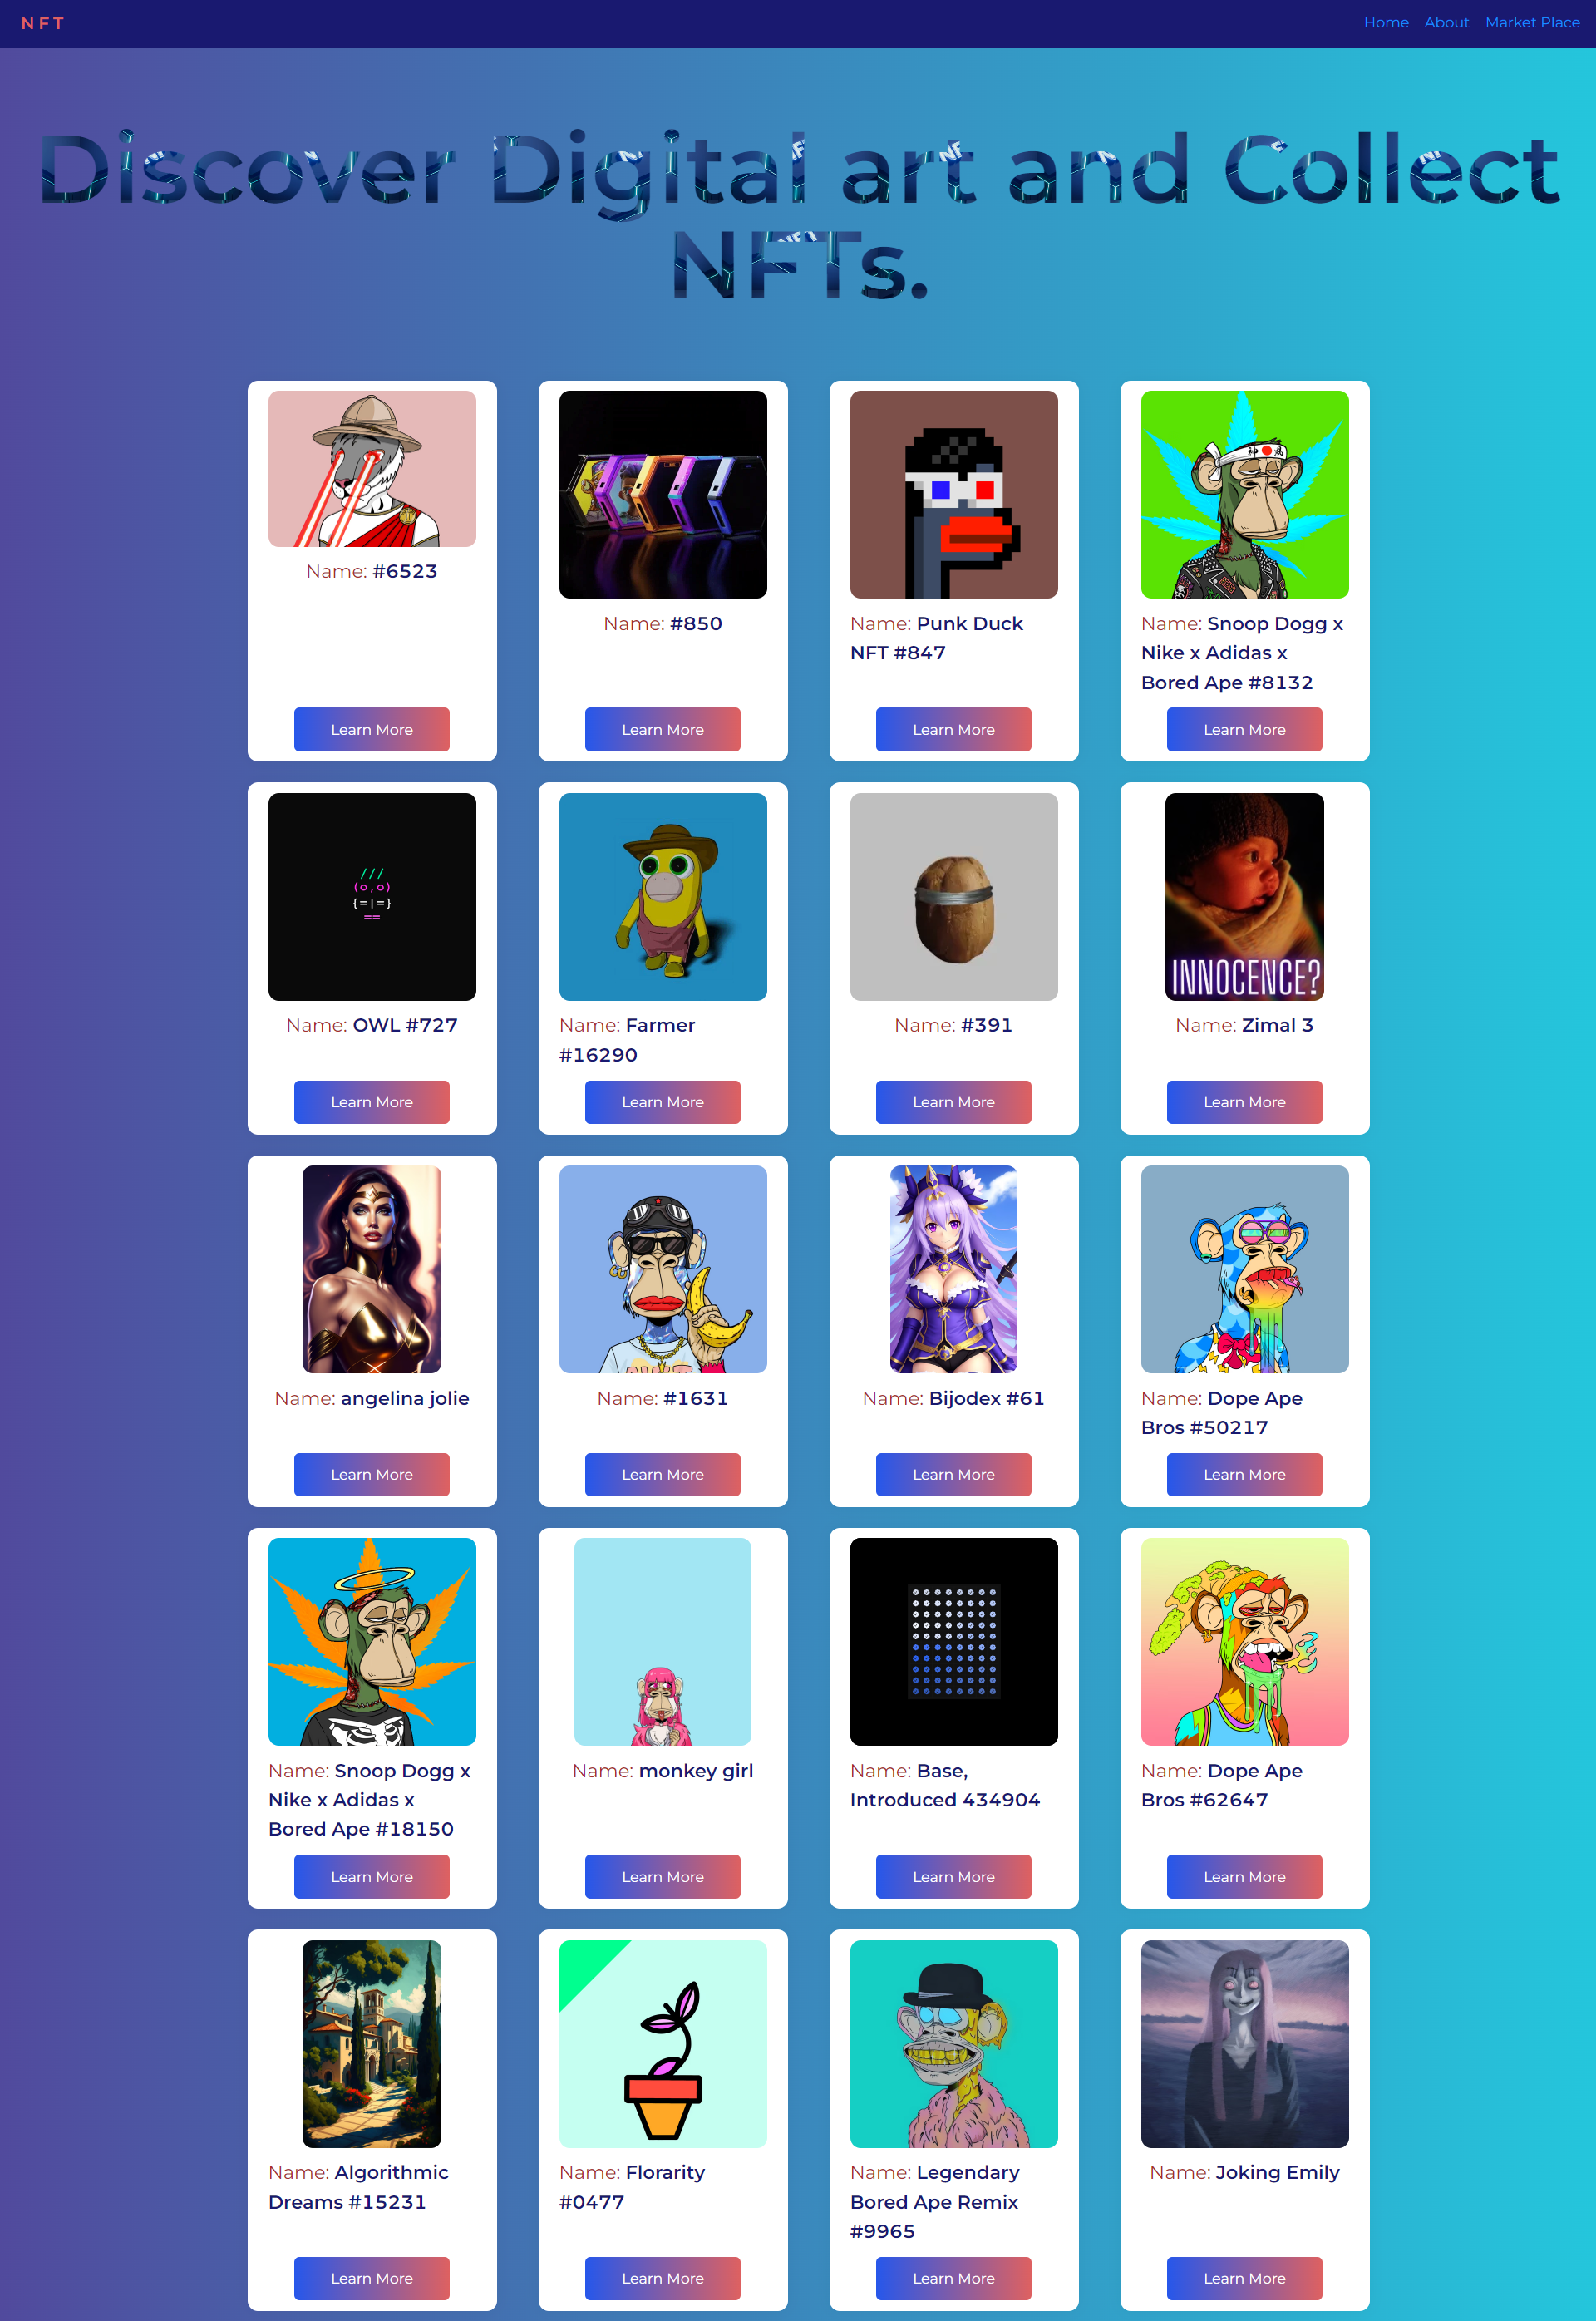 NFT
Home About Market Place
Discover Digital art and Collect
NFTs.
Name: #6523
Learn More
Name: #850
Learn More
Name: Punk Duck
NFT #847
Learn More
Name: Snoop Dogg x
Nike x Adidas x
Bored Ape #8132
Learn More
///
(o,o)
{=|=}
==
Name: OWL #727
Learn More
Name: Farmer
#16290
Learn More
Name: #391
Learn More
INNOCENCE?
Name: Zimal 3
Learn More
Name: angelina jolie
Learn More
Name: #1631
Learn More
Name: Bijodex #61
Learn More
Name: Dope Ape
Bros #50217
Learn More
Name: Snoop Dogg x
Nike x Adidas x
Bored Ape #18150
Learn More
Name: monkey girl
Learn More
Name: Base,
Introduced 434904
Learn More
Name: Dope Ape
Bros #62647
Learn More
Name: Algorithmic
Dreams #15231
Learn More
Name: Florarity
#0477
Learn More
Name: Legendary
Bored Ape Remix
#9965
Learn More
Name: Joking Emily
Learn More